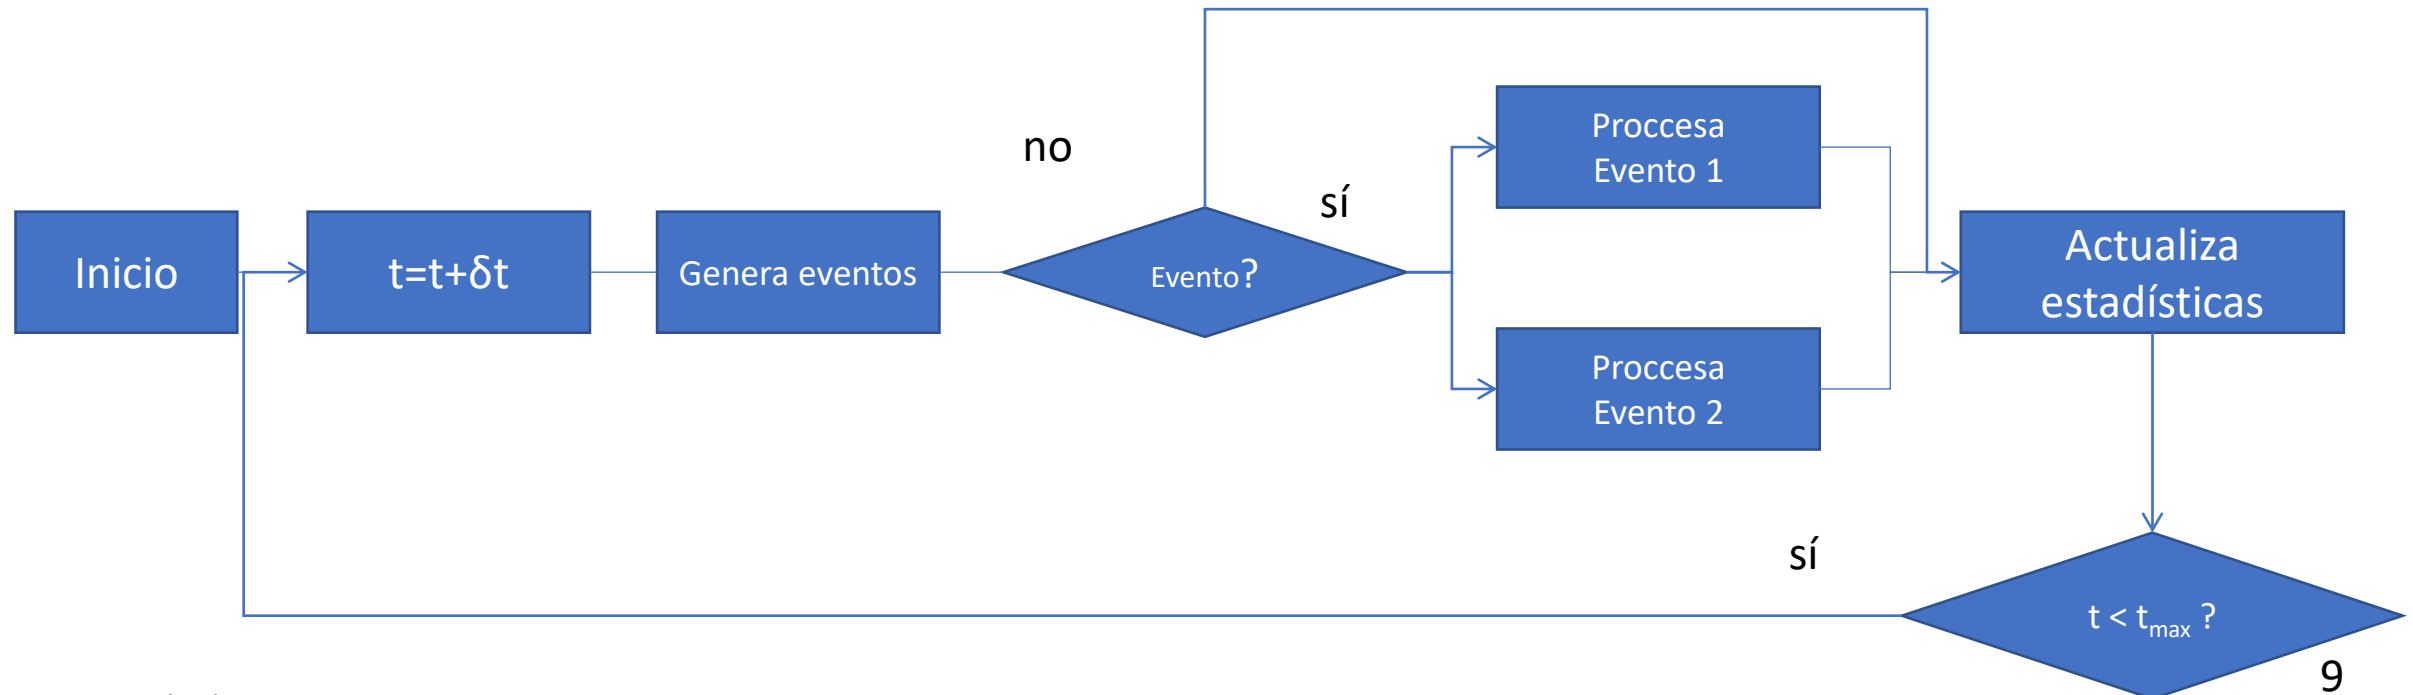 no
Proccesa
Evento 1
sí
Inicio
t=t+δt
Genera eventos
Evento?
Actualiza
estadísticas
Proccesa
Evento 2
sí
t < tmax ?
9